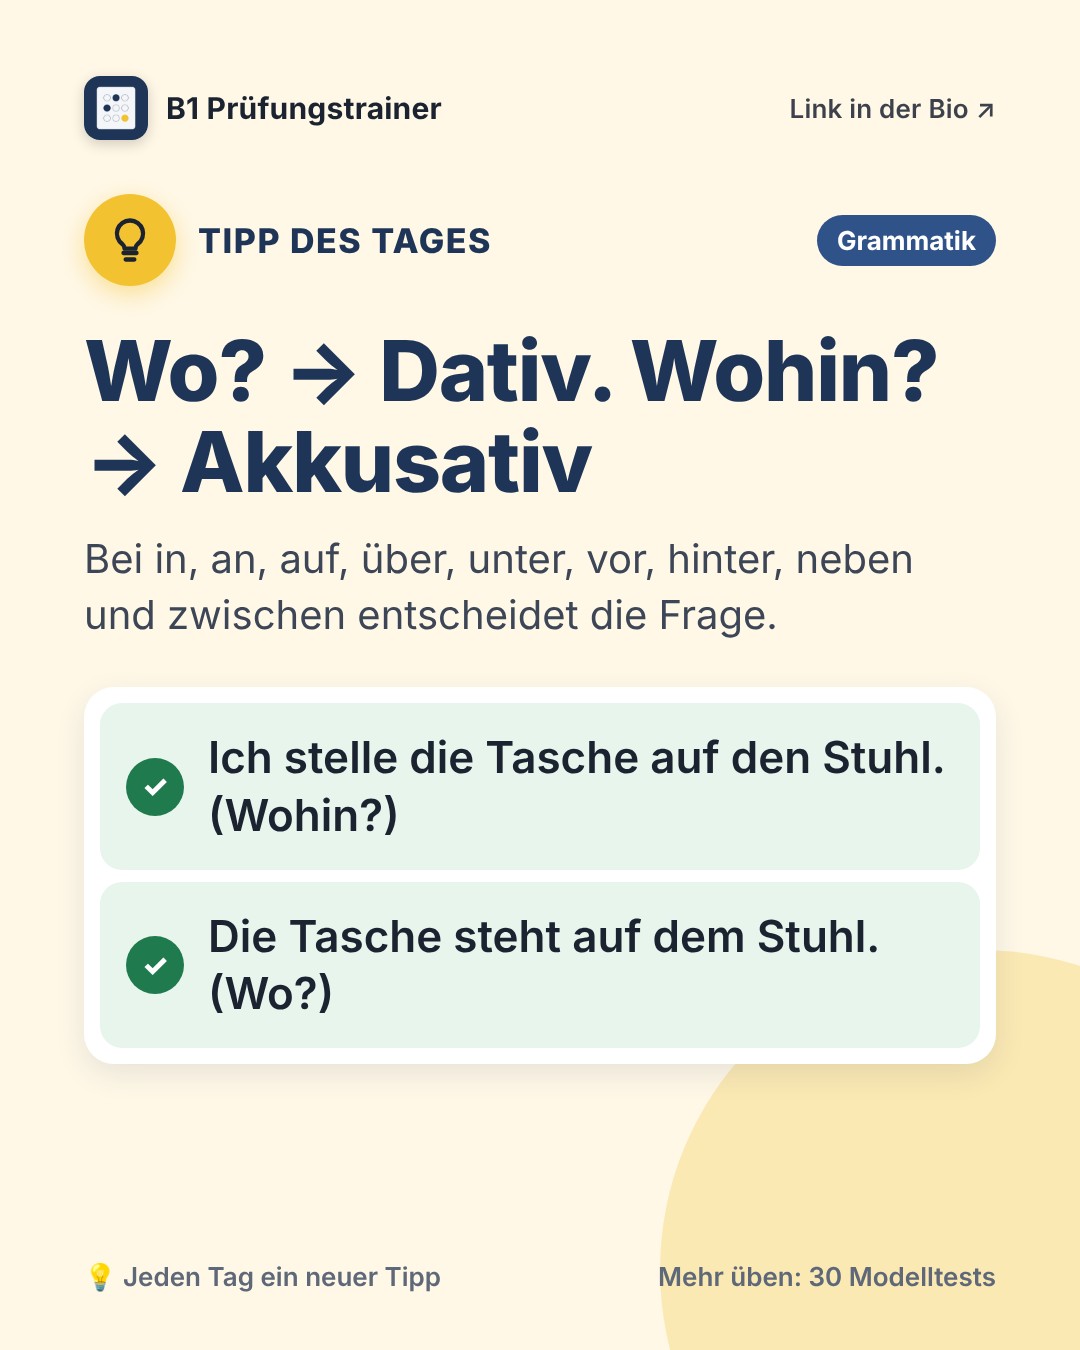 B1 Prüfungstrainer
Link in der Bio ↗
TIPP DES TAGES
Grammatik
Wo? → Dativ. Wohin?
→ Akkusativ
Bei in, an, auf, über, unter, vor, hinter, neben
und zwischen entscheidet die Frage.
Ich stelle die Tasche auf den Stuhl.
(Wohin?)
Die Tasche steht auf dem Stuhl.
(Wo?)
💡 Jeden Tag ein neuer Tipp
Mehr üben: 30 Modelltests